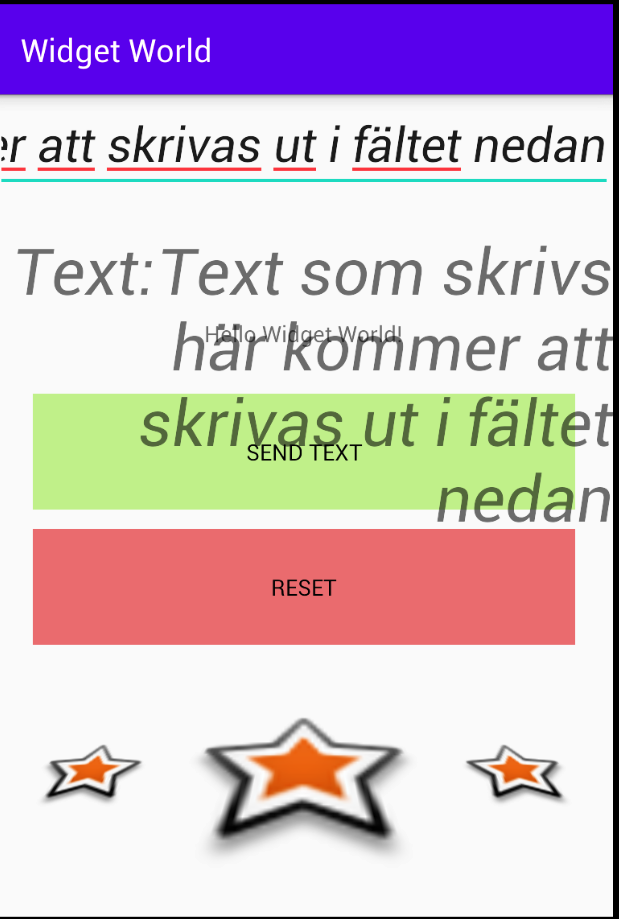 Widget World
er att skrivas ut i fältet nedan
Text:Text som skrivs
Hello Widget World!
här kommer att
skrivas ut i fältet
SEND TEXT
nedan
RESET